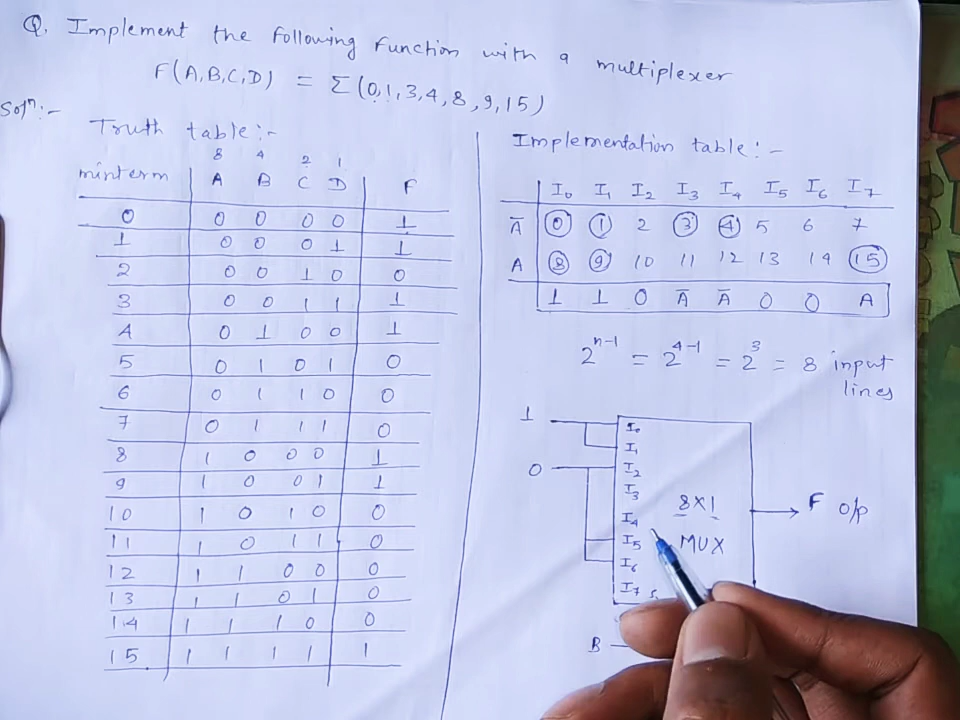 Q. Implement the following function with a multiplexer
F(A,B,C,D) = Σ(0,1,3,4,8,9,15)
Solⁿ:-
Truth table:-
8 4 2 1
minterm A B C D F
0 0 0 0 0 1
1 0 0 0 1 1
2 0 0 1 0 0
3 0 0 1 1 1
4 0 1 0 0 1
5 0 1 0 1 0
6 0 1 1 0 0
7 0 1 1 1 0
8 1 0 0 0 1
9 1 0 0 1 1
10 1 0 1 0 0
11 1 0 1 1 0
12 1 1 0 0 0
13 1 1 0 1 0
14 1 1 1 0 0
15 1 1 1 1 1
Implementation table:-
I₀ I₁ I₂ I₃ I₄ I₅ I₆ I₇
Ā 0 1 2 3 4 5 6 7
A 8 9 10 11 12 13 14 15
1 1 0 Ā Ā 0 0 A
2ⁿ⁻¹ = 2⁴⁻¹ = 2³ = 8 input
lines
1 I₀
I₁
0 I₂
I₃
8X1 F o/p
I₄
I₅ MUX
I₆
I₇
B